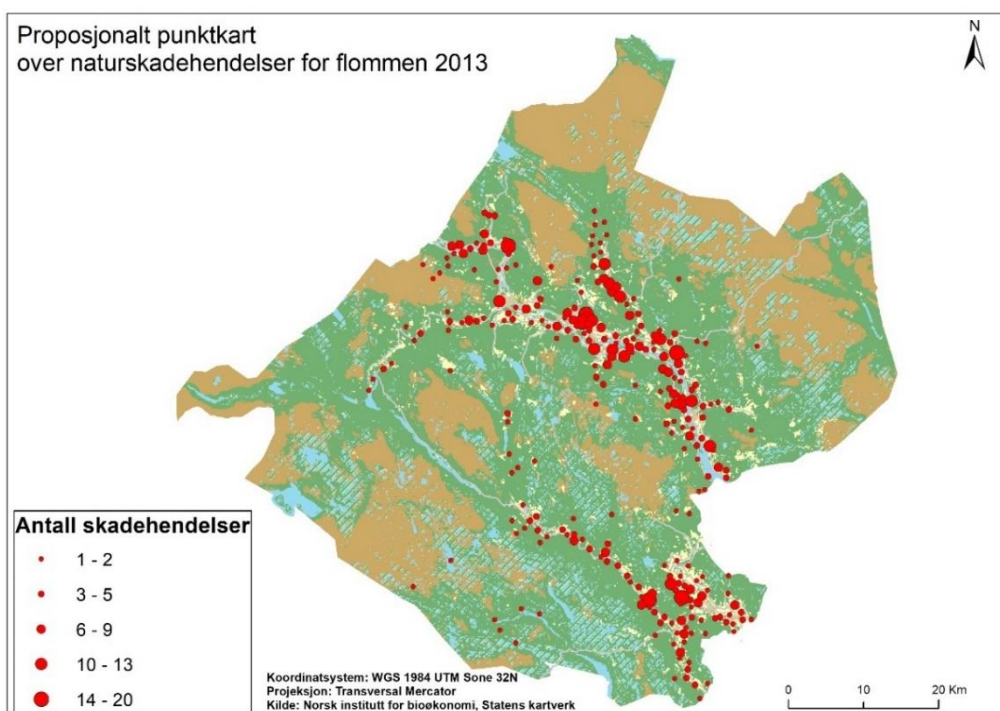 Proposjonalt punktkart
over naturskadehendelser for flommen 2013
N
Antall skadehendelser
1 - 2
3 - 5
6 - 9
10 - 13
14 - 20
Koordinatsystem: WGS 1984 UTM Sone 32N
Projeksjon: Transversal Mercator
Kilde: Norsk institutt for bioøkonomi, Statens kartverk
0 10 20 Km